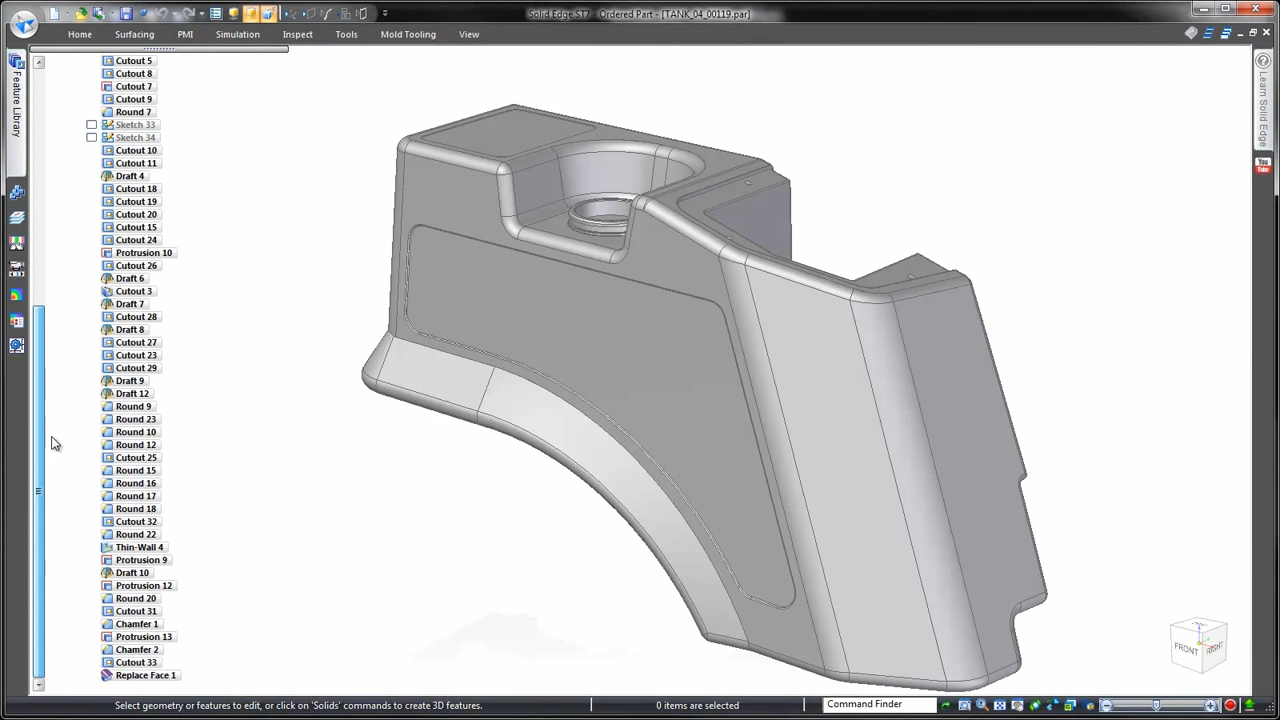 Solid Edge ST7 - Ordered Part - [TANK_04_00119.par]
Home Surfacing PMI Simulation Inspect Tools Mold Tooling View
Feature Library
Cutout 5
Cutout 8
Cutout 7
Cutout 9
Round 7
Sketch 33
Sketch 34
Cutout 10
Cutout 11
Draft 4
Cutout 18
Cutout 19
Cutout 20
Cutout 15
Cutout 24
Protrusion 10
Cutout 26
Draft 6
Cutout 3
Draft 7
Cutout 28
Draft 8
Cutout 27
Cutout 23
Cutout 29
Draft 9
Draft 12
Round 9
Round 23
Round 10
Round 12
Cutout 25
Round 15
Round 16
Round 17
Round 18
Cutout 32
Round 22
Thin-Wall 4
Protrusion 9
Draft 10
Protrusion 12
Round 20
Cutout 31
Chamfer 1
Protrusion 13
Chamfer 2
Cutout 33
Replace Face 1
Learn Solid Edge
You Tube
FRONT RIGHT
Select geometry or features to edit, or click on 'Solids' commands to create 3D features. 0 items are selected Command Finder